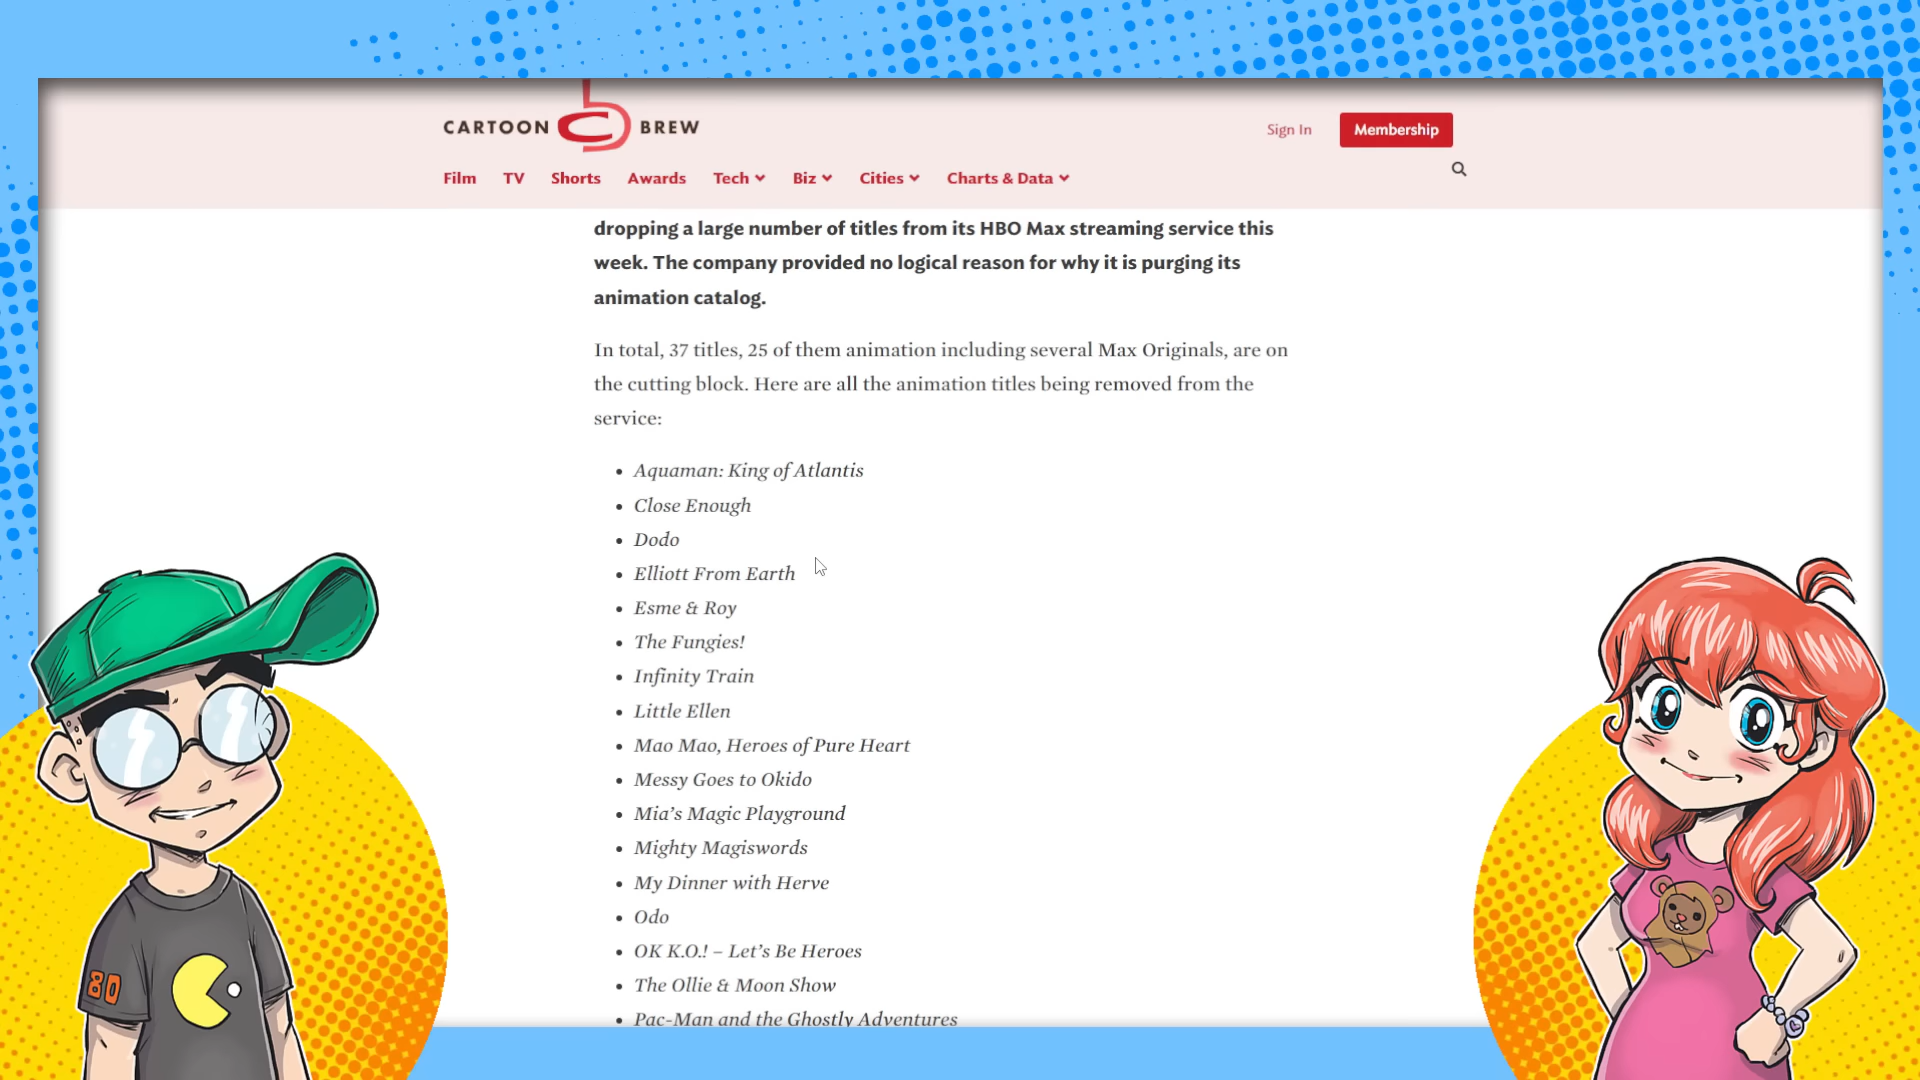 CARTOON BREW
Sign In
Membership
Film TV Shorts Awards Tech Biz Cities Charts & Data
dropping a large number of titles from its HBO Max streaming service this
week. The company provided no logical reason for why it is purging its
animation catalog.
In total, 37 titles, 25 of them animation including several Max Originals, are on
the cutting block. Here are all the animation titles being removed from the
service:
• Aquaman: King of Atlantis
• Close Enough
• Dodo
• Elliott From Earth
• Esme & Roy
• The Fungies!
• Infinity Train
• Little Ellen
• Mao Mao, Heroes of Pure Heart
• Messy Goes to Okido
• Mia’s Magic Playground
• Mighty Magiswords
• My Dinner with Herve
• Odo
• OK K.O.! – Let’s Be Heroes
• The Ollie & Moon Show
• Pac-Man and the Ghostly Adventures
80